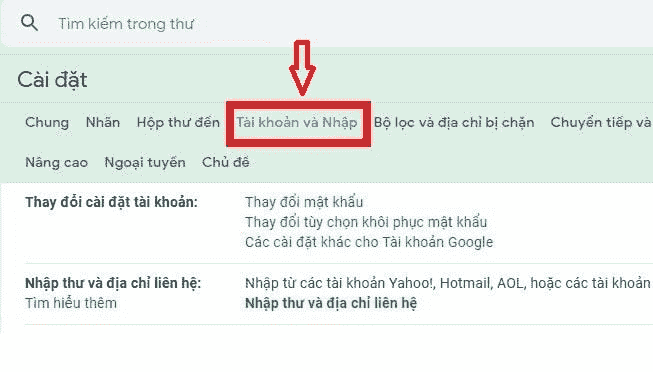 Tìm kiếm trong thư
Cài đặt
Chung Nhãn Hộp thư đến Tài khoản và Nhập Bộ lọc và địa chỉ bị chặn Chuyển tiếp và
Nâng cao Ngoại tuyến Chủ đề
Thay đổi cài đặt tài khoản: Thay đổi mật khẩu
Thay đổi tùy chọn khôi phục mật khẩu
Các cài đặt khác cho Tài khoản Google
Nhập thư và địa chỉ liên hệ: Nhập từ các tài khoản Yahoo!, Hotmail, AOL, hoặc các tài khoản
Tìm hiểu thêm Nhập thư và địa chỉ liên hệ